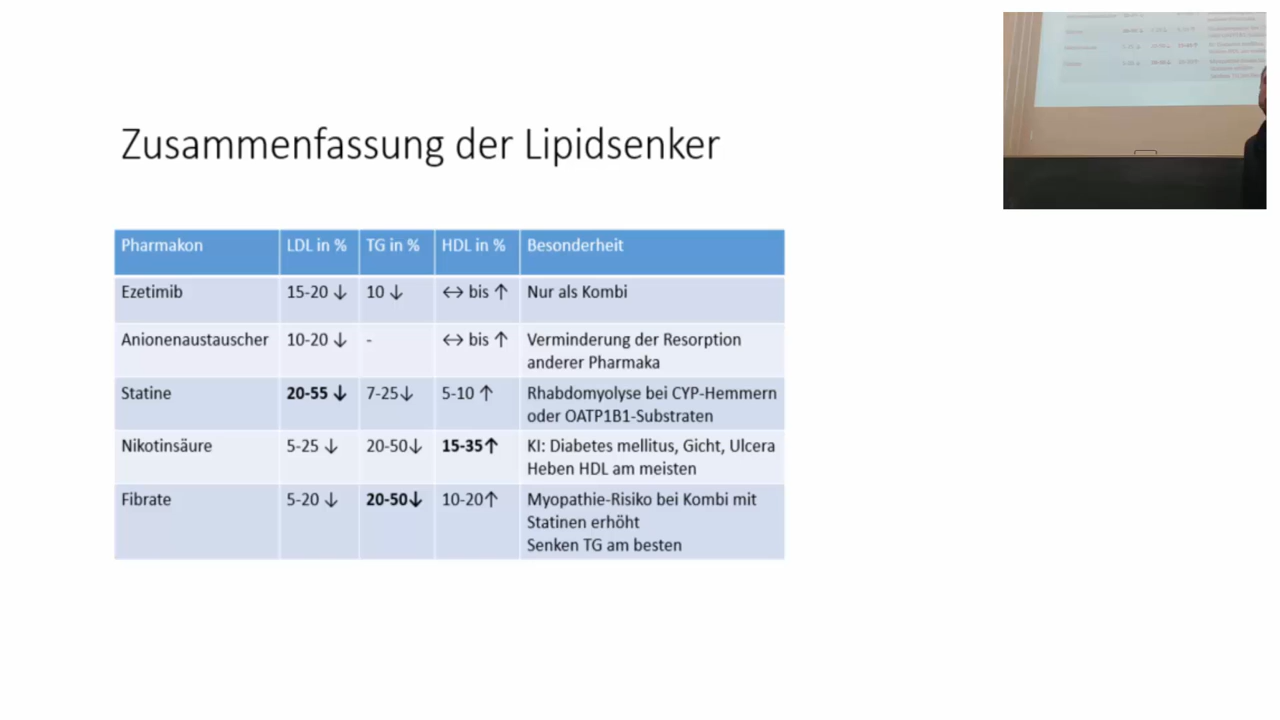 Zusammenfassung der Lipidsenker
Pharmakon LDL in % TG in % HDL in % Besonderheit
Ezetimib 15-20 ↓ 10 ↓ ↔ bis ↑ Nur als Kombi
Anionenaustauscher 10-20 ↓ - ↔ bis ↑ Verminderung der Resorption
anderer Pharmaka
Statine 20-55 ↓ 7-25↓ 5-10 ↑ Rhabdomyolyse bei CYP-Hemmern
oder OATP1B1-Substraten
Nikotinsäure 5-25 ↓ 20-50↓ 15-35↑ KI: Diabetes mellitus, Gicht, Ulcera
Heben HDL am meisten
Fibrate 5-20 ↓ 20-50↓ 10-20↑ Myopathie-Risiko bei Kombi mit
Statinen erhöht
Senken TG am besten